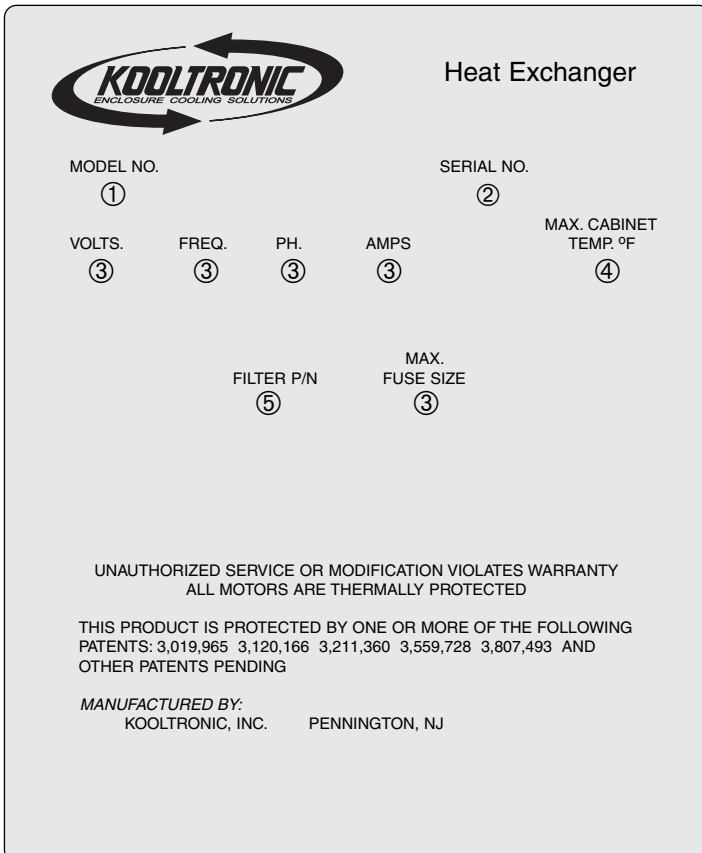 KOOLTRONIC
ENCLOSURE COOLING SOLUTIONS
Heat Exchanger
MODEL NO. SERIAL NO.
① ②
MAX. CABINET
VOLTS. FREQ. PH. AMPS TEMP. ºF
③ ③ ③ ③ ④
MAX.
FILTER P/N FUSE SIZE
⑤ ③
UNAUTHORIZED SERVICE OR MODIFICATION VIOLATES WARRANTY
ALL MOTORS ARE THERMALLY PROTECTED
THIS PRODUCT IS PROTECTED BY ONE OR MORE OF THE FOLLOWING
PATENTS: 3,019,965 3,120,166 3,211,360 3,559,728 3,807,493 AND
OTHER PATENTS PENDING
MANUFACTURED BY:
KOOLTRONIC, INC. PENNINGTON, NJ